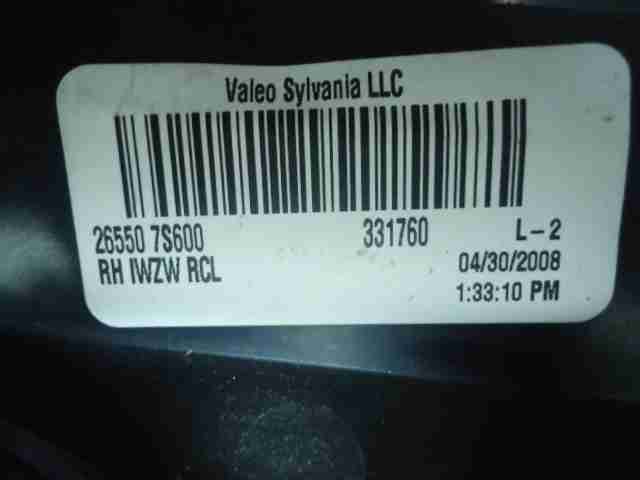 Valeo Sylvania LLC
26550 7S600 331760 L-2
RH IWZW RCL 04/30/2008
1:33:10 PM